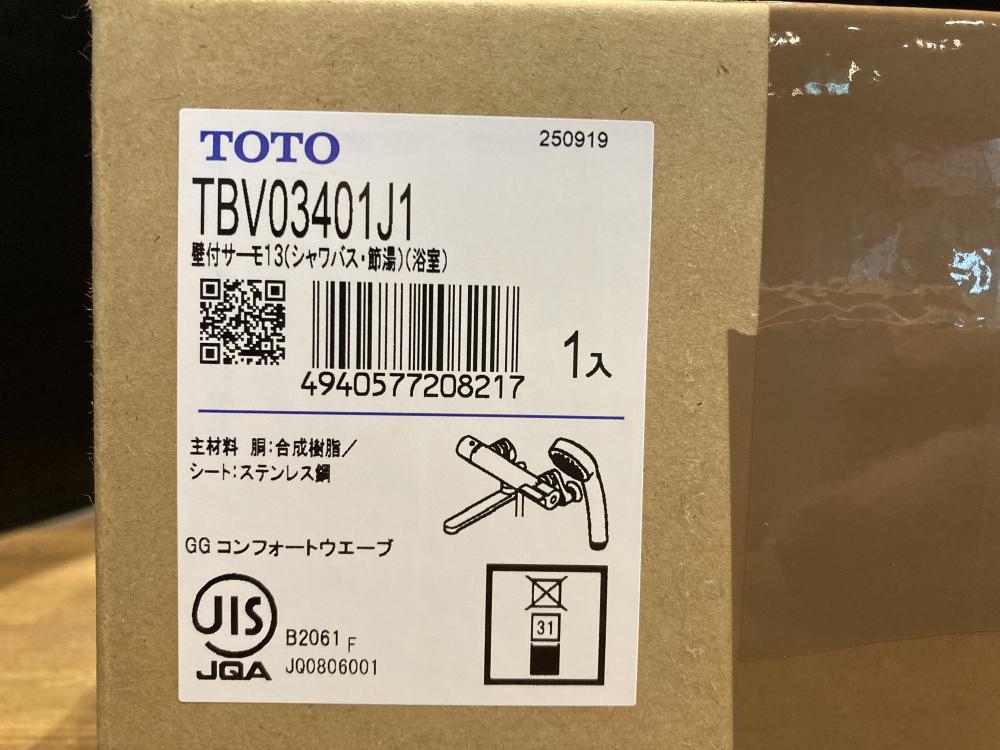 TOTO
250919
TBV03401J1
壁付サーモ13(シャワバス・節湯)(浴室)
4940577208217
1入
主材料 胴:合成樹脂/
シート:ステンレス鋼
GG コンフォートウエーブ
JIS
JQA
B2061 F
JQ0806001
31